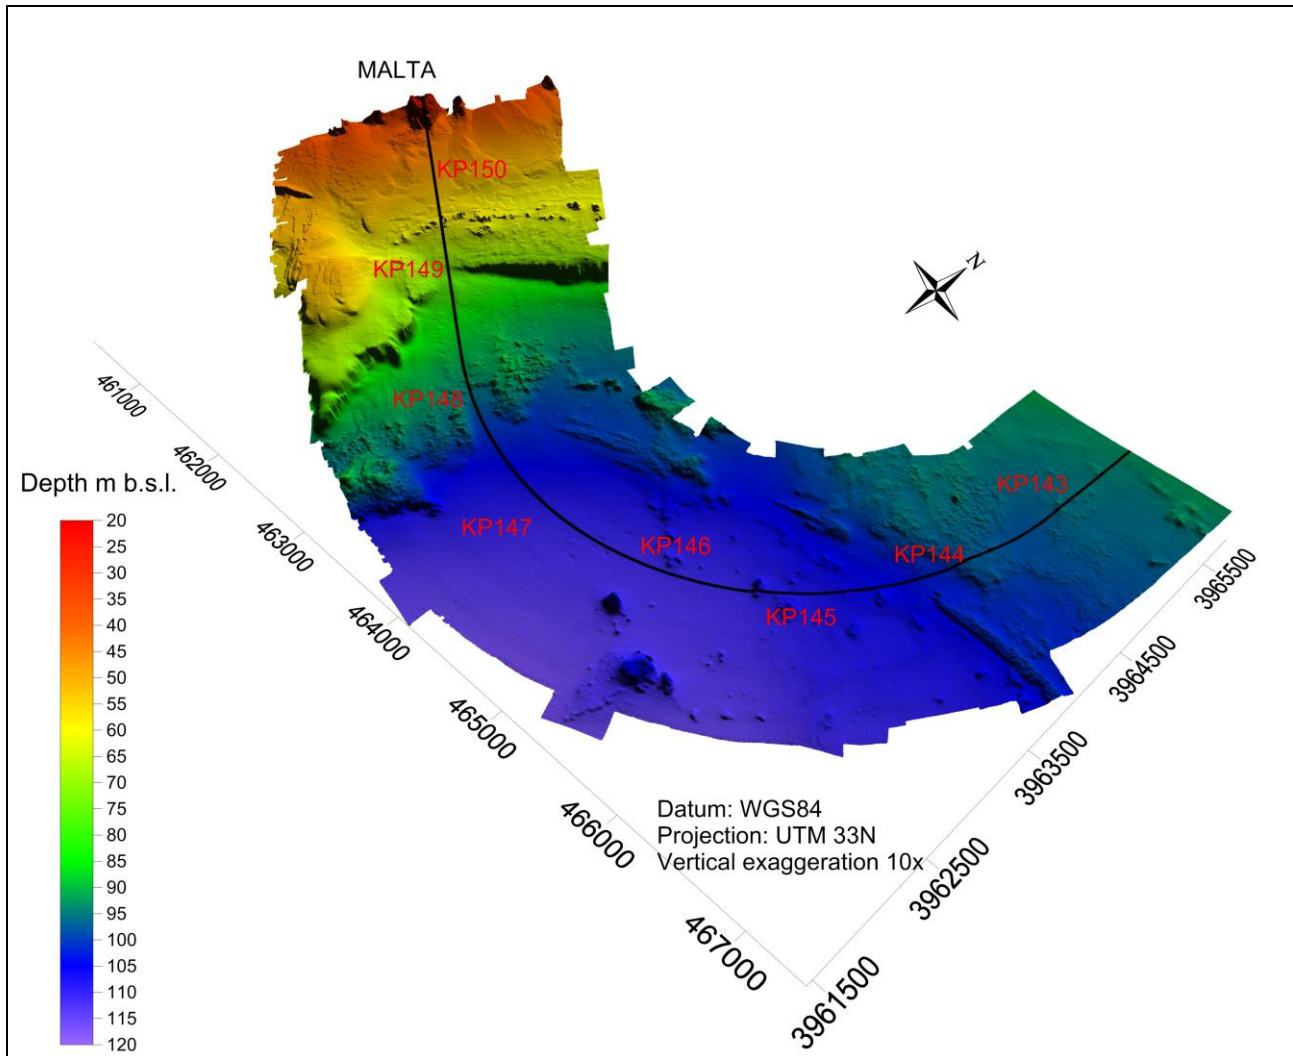 MALTA
KP150
N
KP149
KP148
KP147
KP146
KP145
KP144
KP143
461000
462000
463000
464000
465000
466000
467000
3965500
3964500
3963500
3962500
3961500
Depth m b.s.l.
20
25
30
35
40
45
50
55
60
65
70
75
80
85
90
95
100
105
110
115
120
Datum: WGS84
Projection: UTM 33N
Vertical exaggeration 10x